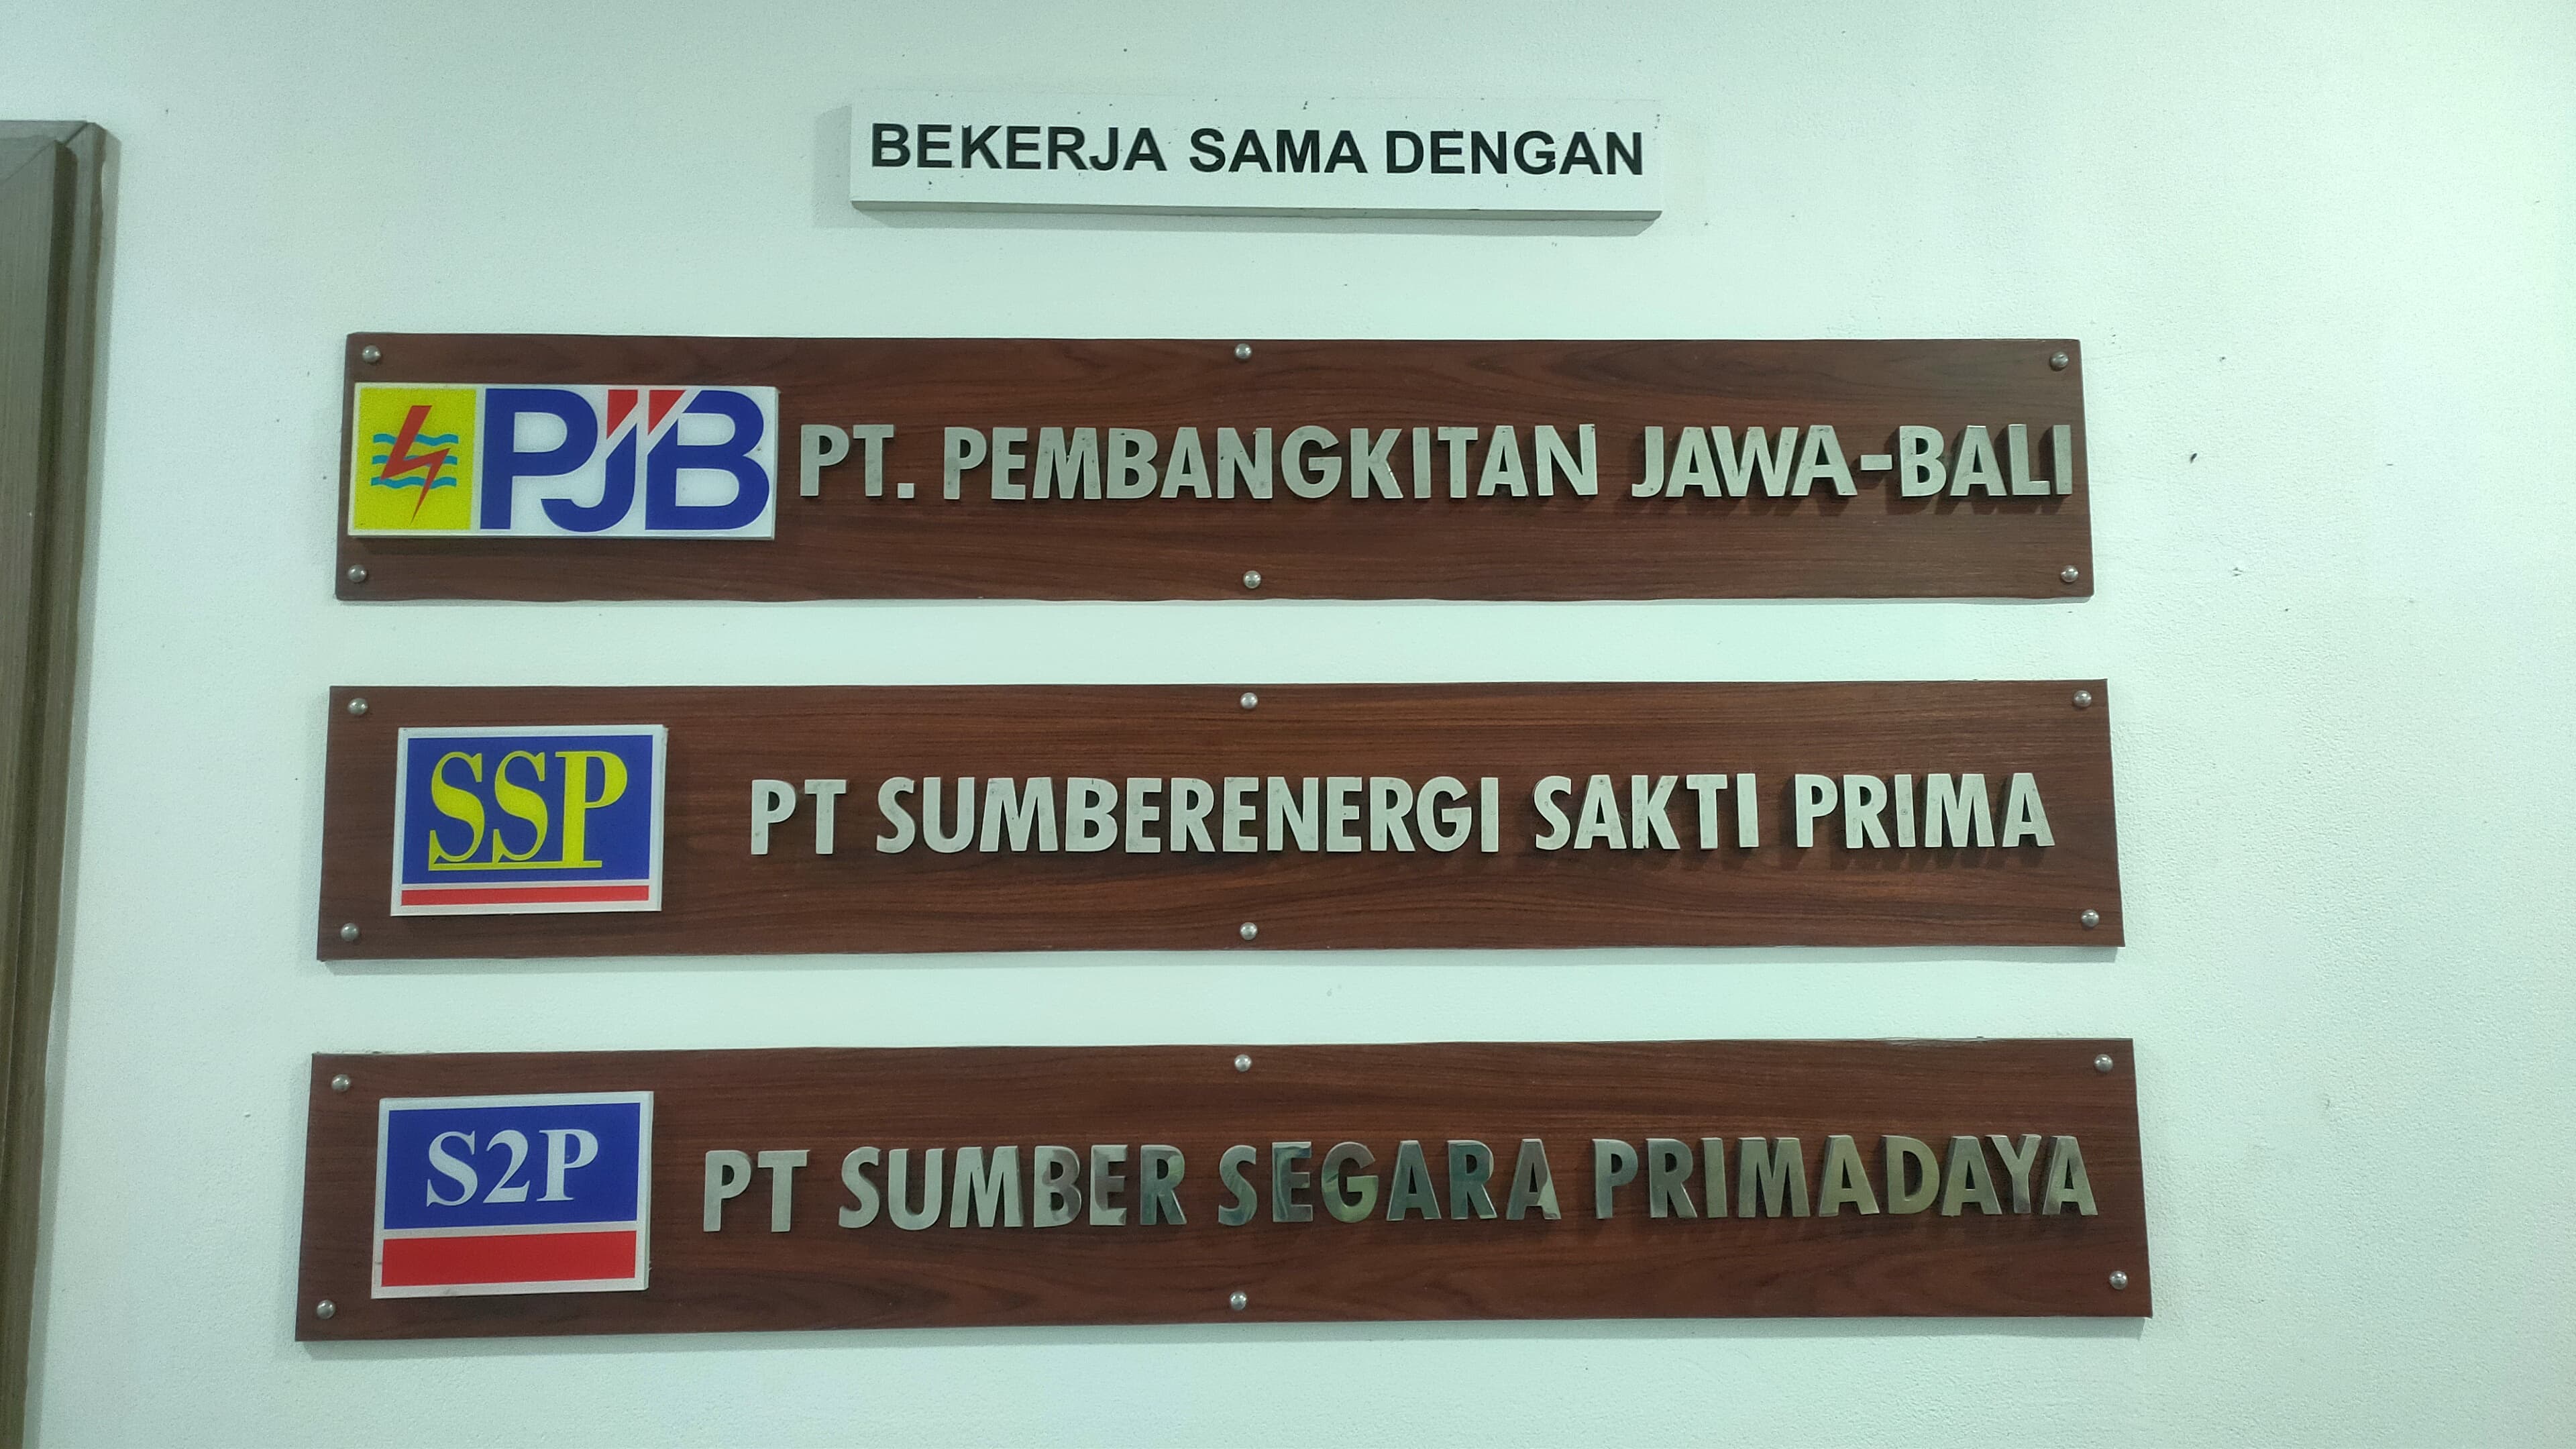 BEKERJA SAMA DENGAN
PJB PT. PEMBANGKITAN JAWA-BALI
SSP PT SUMBERENERGI SAKTI PRIMA
S2P PT SUMBER SEGARA PRIMADAYA